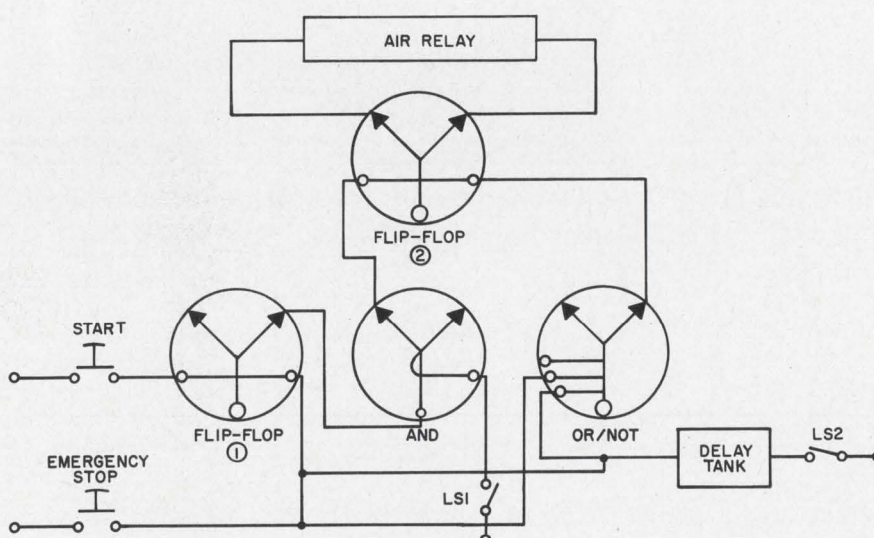 AIR RELAY
FLIP-FLOP
②
START
FLIP-FLOP
①
AND
OR/NOT
DELAY
TANK
LS2
EMERGENCY
STOP
LS1